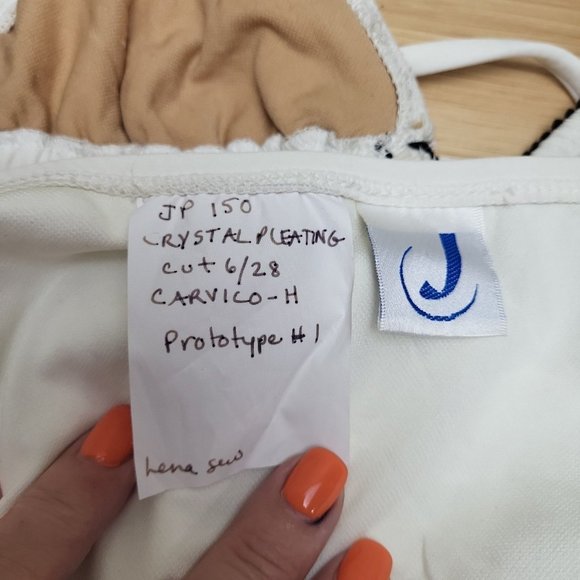 JP 150
CRYSTAL PLEATING
Cut 6/28
CARVICO-H
Prototype #1
Lena sew
J